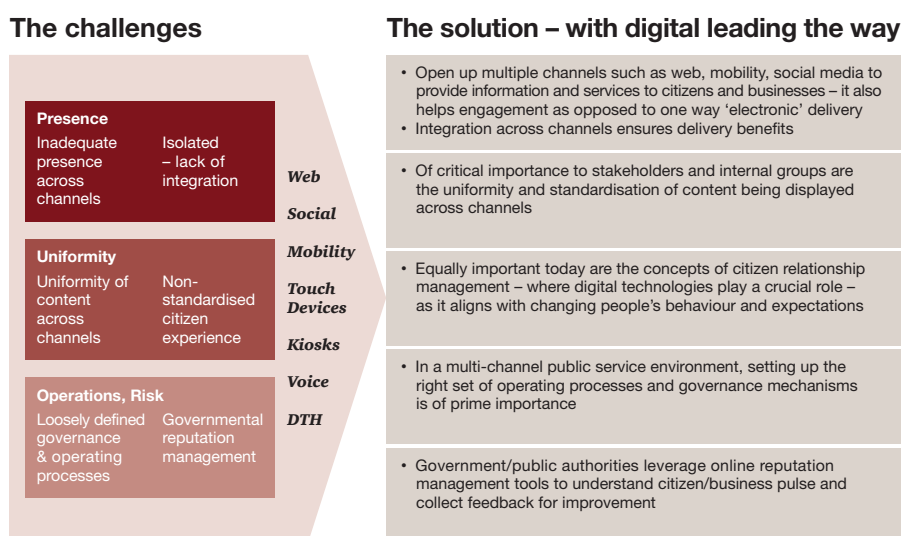 The challenges
Presence
Inadequate
presence
across
channels
Isolated
– lack of
integration
Uniformity
Uniformity of
content
across
channels
Non-
standardised
citizen
experience
Operations, Risk
Loosely defined
governance
& operating
processes
Governmental
reputation
management
Web
Social
Mobility
Touch
Devices
Kiosks
Voice
DTH
The solution – with digital leading the way
• Open up multiple channels such as web, mobility, social media to
provide information and services to citizens and businesses – it also
helps engagement as opposed to one way ‘electronic’ delivery
• Integration across channels ensures delivery benefits
• Of critical importance to stakeholders and internal groups are
the uniformity and standardisation of content being displayed
across channels
• Equally important today are the concepts of citizen relationship
management – where digital technologies play a crucial role –
as it aligns with changing people’s behaviour and expectations
• In a multi-channel public service environment, setting up the
right set of operating processes and governance mechanisms
is of prime importance
• Government/public authorities leverage online reputation
management tools to understand citizen/business pulse and
collect feedback for improvement